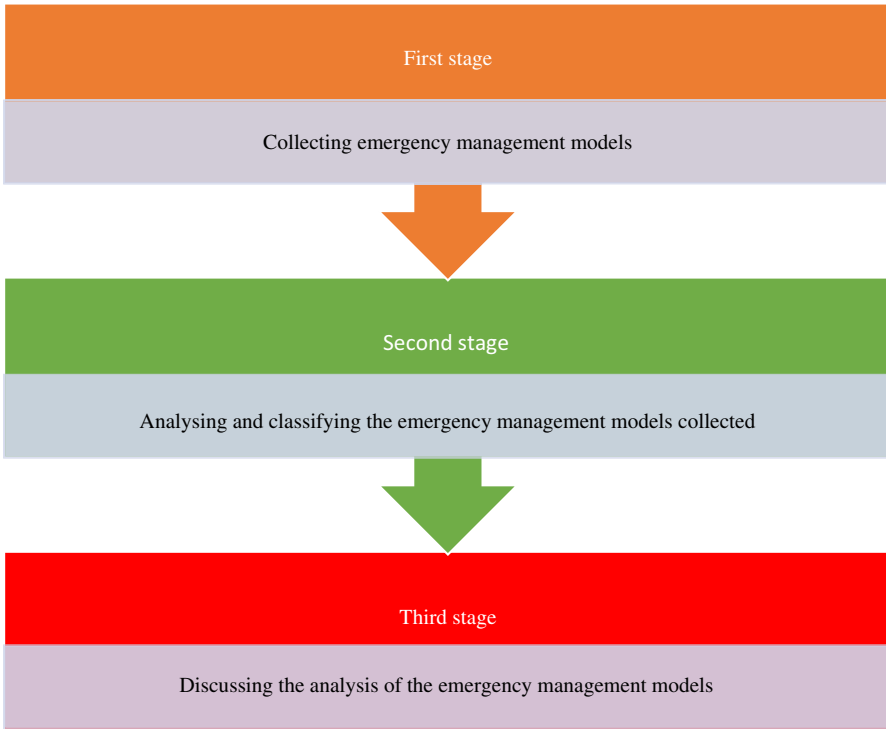 First stage
Collecting emergency management models
Second stage
Analysing and classifying the emergency management models collected
Third stage
Discussing the analysis of the emergency management models